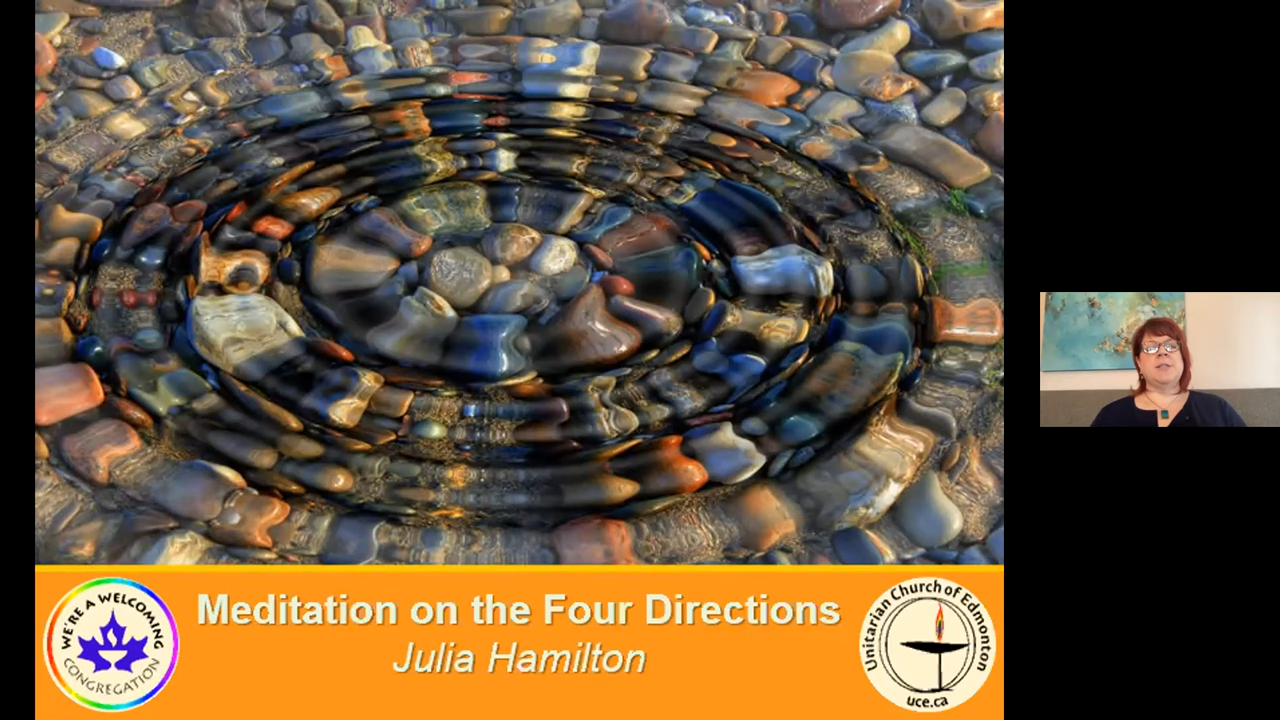 Meditation on the Four Directions
Julia Hamilton
WE'RE A WELCOMING
CONGREGATION
Unitarian Church of Edmonton
uce.ca